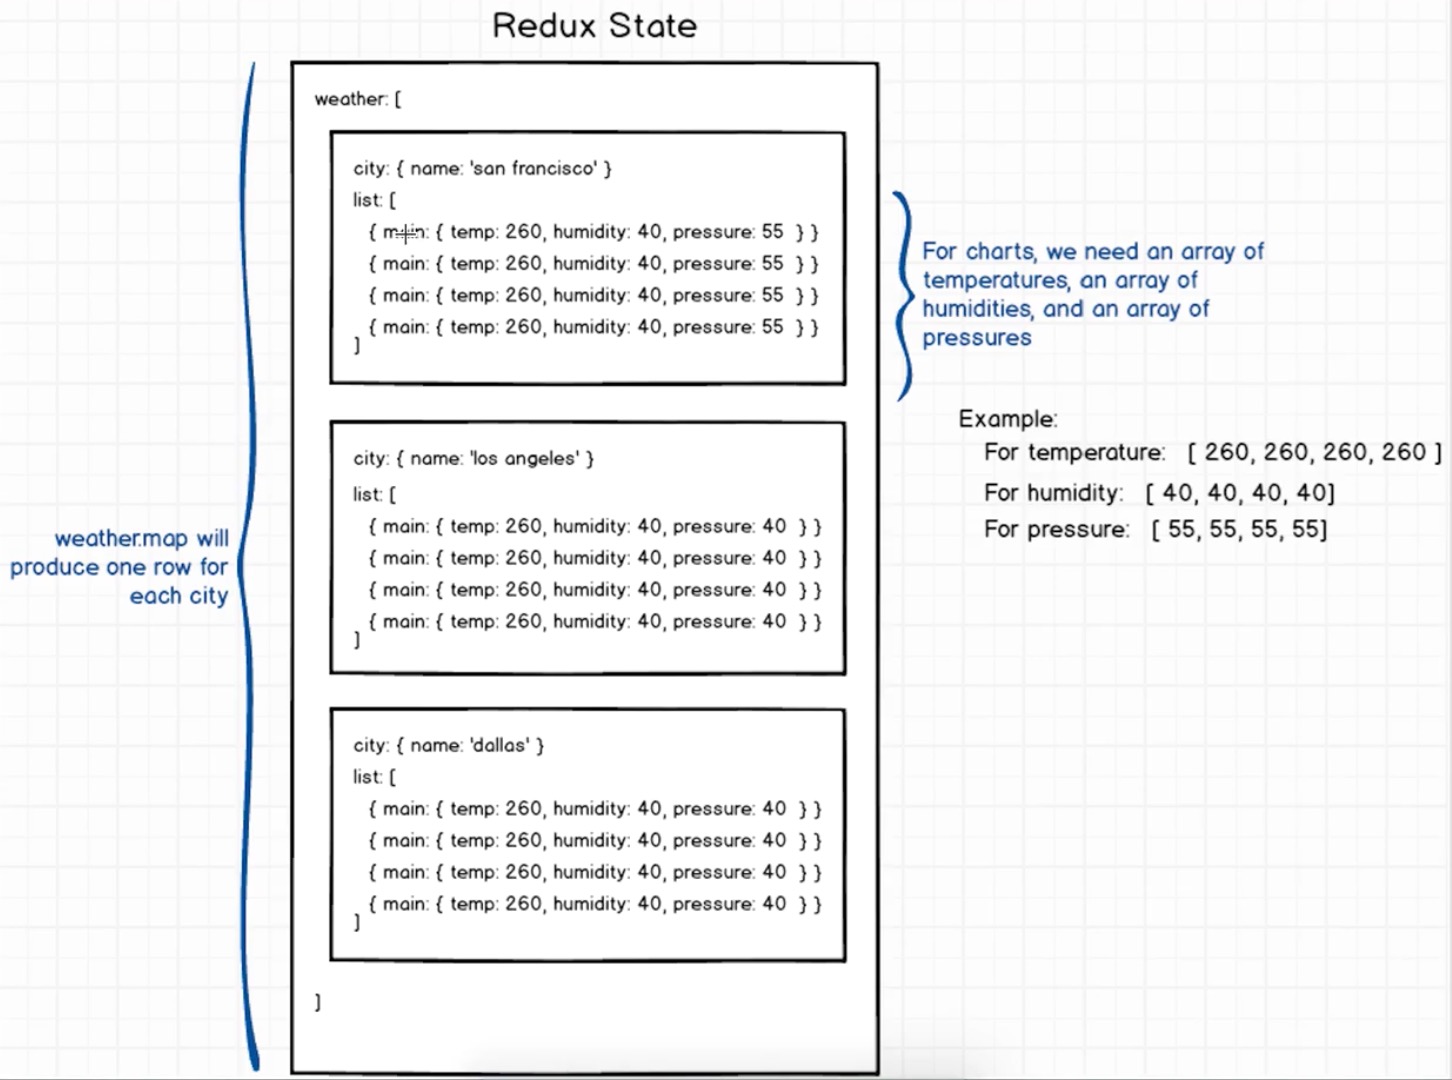 Redux State
weather: [
city: { name: 'san francisco' }
list: [
{ main: { temp: 260, humidity: 40, pressure: 55 } }
{ main: { temp: 260, humidity: 40, pressure: 55 } }
{ main: { temp: 260, humidity: 40, pressure: 55 } }
{ main: { temp: 260, humidity: 40, pressure: 55 } }
]
city: { name: 'los angeles' }
list: [
{ main: { temp: 260, humidity: 40, pressure: 40 } }
{ main: { temp: 260, humidity: 40, pressure: 40 } }
{ main: { temp: 260, humidity: 40, pressure: 40 } }
{ main: { temp: 260, humidity: 40, pressure: 40 } }
]
city: { name: 'dallas' }
list: [
{ main: { temp: 260, humidity: 40, pressure: 40 } }
{ main: { temp: 260, humidity: 40, pressure: 40 } }
{ main: { temp: 260, humidity: 40, pressure: 40 } }
{ main: { temp: 260, humidity: 40, pressure: 40 } }
]
]
weather.map will
produce one row for
each city
For charts, we need an array of
temperatures, an array of
humidities, and an array of
pressures
Example:
For temperature: [ 260, 260, 260, 260 ]
For humidity: [ 40, 40, 40, 40]
For pressure: [ 55, 55, 55, 55]